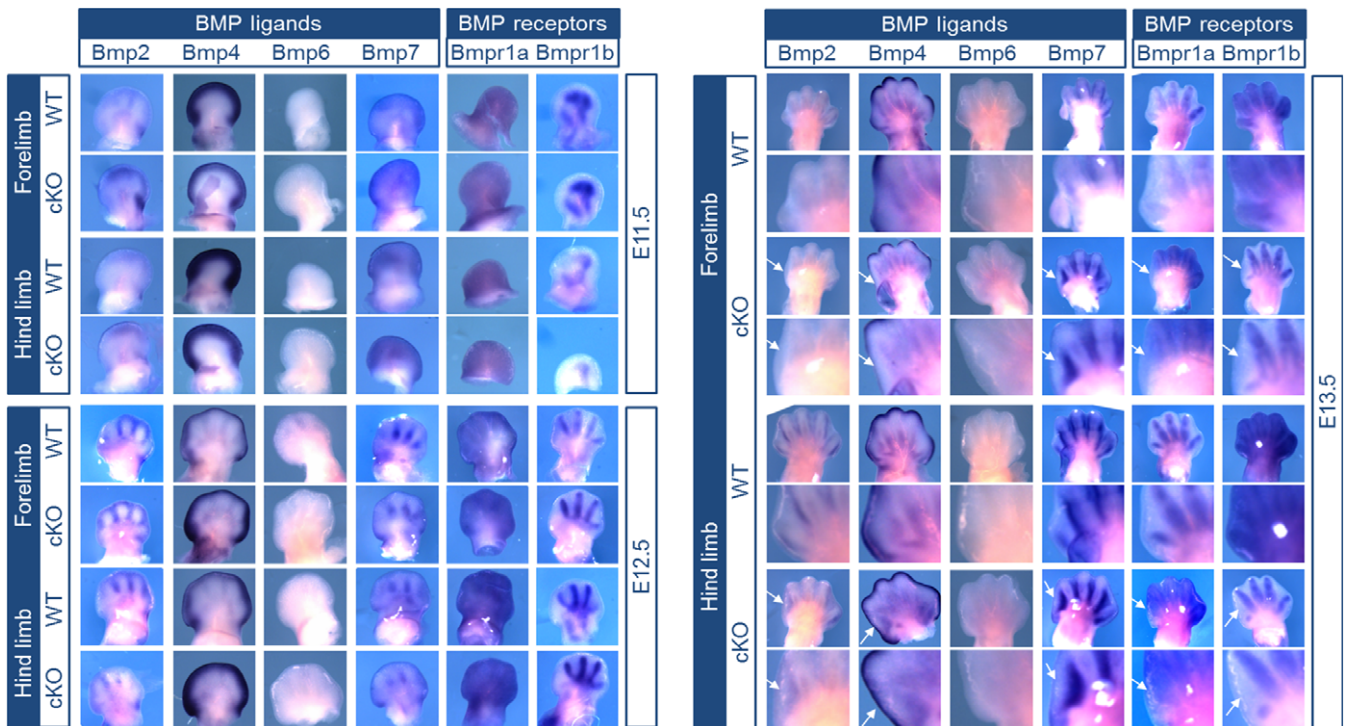 BMP ligands
BMP receptors
Bmp2
Bmp4
Bmp6
Bmp7
Bmpr1a
Bmpr1b
Forelimb
WT
cKO
Hind limb
WT
cKO
E11.5
Forelimb
WT
cKO
Hind limb
WT
cKO
E12.5
BMP ligands
BMP receptors
Bmp2
Bmp4
Bmp6
Bmp7
Bmpr1a
Bmpr1b
Forelimb
WT
cKO
Hind limb
WT
cKO
E13.5